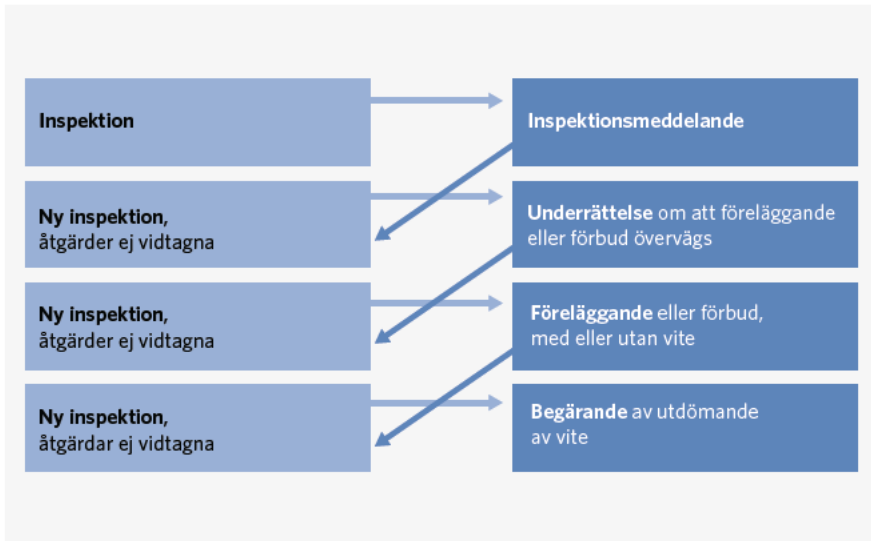 Inspektion
Inspektionsmeddelande
Ny inspektion,
åtgärder ej vidtagna
Underrättelse om att föreläggande
eller förbud övervägs
Ny inspektion,
åtgärder ej vidtagna
Föreläggande eller förbud,
med eller utan vite
Ny inspektion,
åtgärdar ej vidtagna
Begärande av utdömande
av vite